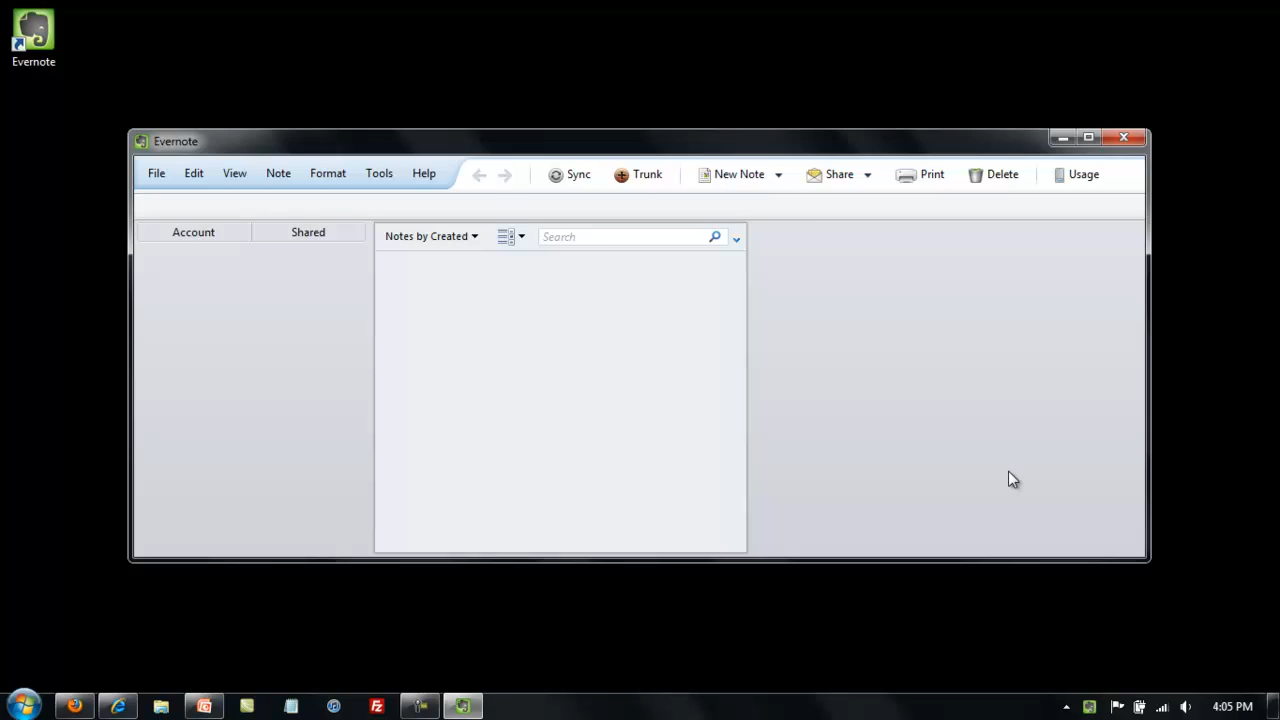 Evernote
Evernote
File Edit View Note Format Tools Help Sync Trunk New Note Share Print Delete Usage
Account Shared Notes by Created Search
4:05 PM